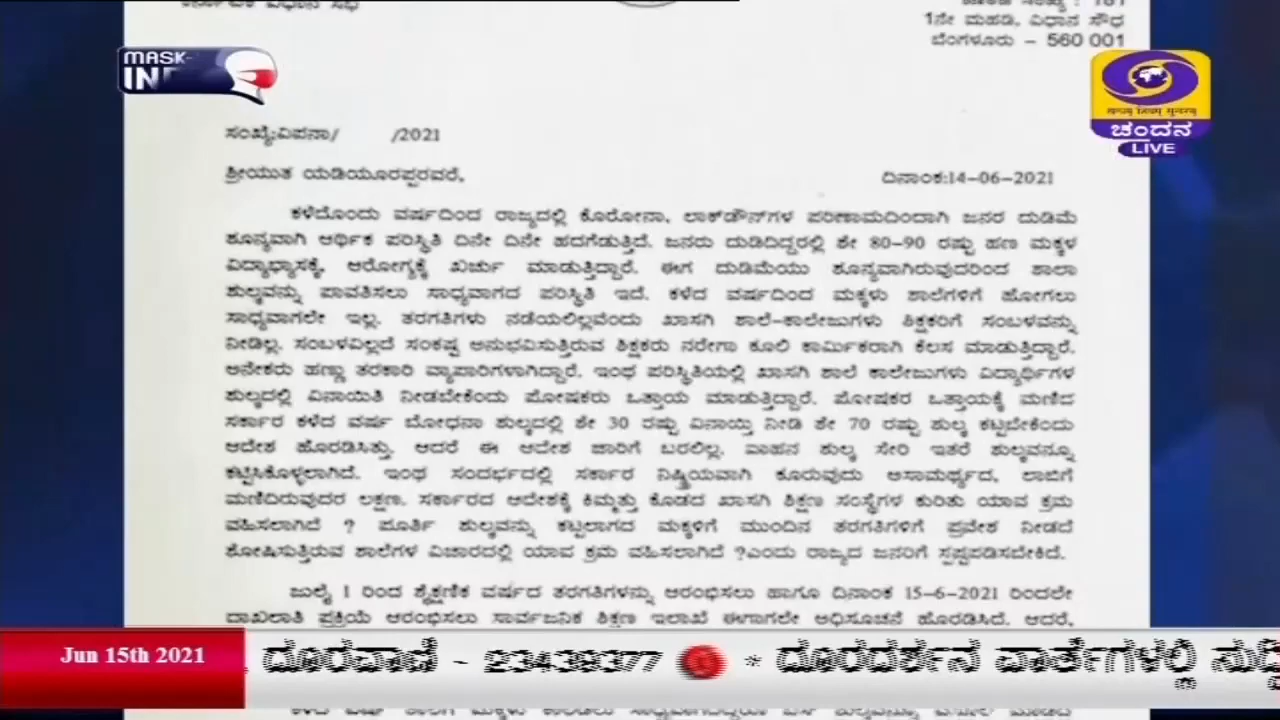 1ನೇ ಮಹಡಿ, ವಿಧಾನ ಸೌಧ
ಬೆಂಗಳೂರು – 560 001
MASK-
IN
सत्यम् शिवम् सुन्दरम्
ಚಂದನ
LIVE
ಸಂಖ್ಯೆ:ವಿಪನಾ/ /2021
ಶ್ರೀಯುತ ಯಡಿಯೂರಪ್ಪರವರೆ, ದಿನಾಂಕ:14-06-2021
ಕಳೆದೊಂದು ವರ್ಷದಿಂದ ರಾಜ್ಯದಲ್ಲಿ ಕೊರೋನಾ, ಲಾಕ್‌ಡೌನ್‌ಗಳ ಪರಿಣಾಮದಿಂದಾಗಿ ಜನರ ದುಡಿಮೆ
ಶೂನ್ಯವಾಗಿ ಆರ್ಥಿಕ ಪರಿಸ್ಥಿತಿ ದಿನೇ ದಿನೇ ಹದಗೆಡುತ್ತಿದೆ. ಜನರು ದುಡಿದಿದ್ದರಲ್ಲಿ ಶೇ 80-90 ರಷ್ಟು ಹಣ ಮಕ್ಕಳ
ವಿದ್ಯಾಭ್ಯಾಸಕ್ಕೆ, ಆರೋಗ್ಯಕ್ಕೆ ಖರ್ಚು ಮಾಡುತ್ತಿದ್ದಾರೆ. ಈಗ ದುಡಿಮೆಯು ಶೂನ್ಯವಾಗಿರುವುದರಿಂದ ಶಾಲಾ
ಶುಲ್ಕವನ್ನು ಪಾವತಿಸಲು ಸಾಧ್ಯವಾಗದ ಪರಿಸ್ಥಿತಿ ಇದೆ. ಕಳೆದ ವರ್ಷದಿಂದ ಮಕ್ಕಳು ಶಾಲೆಗಳಿಗೆ ಹೋಗಲು
ಸಾಧ್ಯವಾಗಲೇ ಇಲ್ಲ. ತರಗತಿಗಳು ನಡೆಯಲಿಲ್ಲವೆಂದು ಖಾಸಗಿ ಶಾಲೆ-ಕಾಲೇಜುಗಳು ಶಿಕ್ಷಕರಿಗೆ ಸಂಬಳವನ್ನು
ನೀಡಿಲ್ಲ. ಸಂಬಳವಿಲ್ಲದೆ ಸಂಕಷ್ಟ ಅನುಭವಿಸುತ್ತಿರುವ ಶಿಕ್ಷಕರು ನರೇಗಾ ಕೂಲಿ ಕಾರ್ಮಿಕರಾಗಿ ಕೆಲಸ ಮಾಡುತ್ತಿದ್ದಾರೆ.
ಅನೇಕರು ಹಣ್ಣು ತರಕಾರಿ ವ್ಯಾಪಾರಿಗಳಾಗಿದ್ದಾರೆ. ಇಂಥ ಪರಿಸ್ಥಿತಿಯಲ್ಲಿ ಖಾಸಗಿ ಶಾಲೆ ಕಾಲೇಜುಗಳು ವಿದ್ಯಾರ್ಥಿಗಳ
ಶುಲ್ಕದಲ್ಲಿ ವಿನಾಯಿತಿ ನೀಡಬೇಕೆಂದು ಪೋಷಕರು ಒತ್ತಾಯ ಮಾಡುತ್ತಿದ್ದಾರೆ. ಪೋಷಕರ ಒತ್ತಾಯಕ್ಕೆ ಮಣಿದ
ಸರ್ಕಾರ ಕಳೆದ ವರ್ಷ ಬೋಧನಾ ಶುಲ್ಕದಲ್ಲಿ ಶೇ 30 ರಷ್ಟು ವಿನಾಯ್ತಿ ನೀಡಿ ಶೇ 70 ರಷ್ಟು ಶುಲ್ಕ ಕಟ್ಟಬೇಕೆಂದು
ಆದೇಶ ಹೊರಡಿಸಿತ್ತು. ಆದರೆ ಈ ಆದೇಶ ಜಾರಿಗೆ ಬರಲಿಲ್ಲ. ವಾಹನ ಶುಲ್ಕ ಸೇರಿ ಇತರೆ ಶುಲ್ಕವನ್ನೂ
ಕಟ್ಟಿಸಿಕೊಳ್ಳಲಾಗಿದೆ. ಇಂಥ ಸಂದರ್ಭದಲ್ಲಿ ಸರ್ಕಾರ ನಿಷ್ಕ್ರಿಯವಾಗಿ ಕೂರುವುದು ಅಸಾಮರ್ಥ್ಯದ, ಲಾಬಿಗೆ
ಮಣಿದಿರುವುದರ ಲಕ್ಷಣ. ಸರ್ಕಾರದ ಆದೇಶಕ್ಕೆ ಕಿಮ್ಮತ್ತು ಕೊಡದ ಖಾಸಗಿ ಶಿಕ್ಷಣ ಸಂಸ್ಥೆಗಳ ಕುರಿತು ಯಾವ ಕ್ರಮ
ವಹಿಸಲಾಗಿದೆ ? ಪೂರ್ತಿ ಶುಲ್ಕವನ್ನು ಕಟ್ಟಲಾಗದ ಮಕ್ಕಳಿಗೆ ಮುಂದಿನ ತರಗತಿಗಳಿಗೆ ಪ್ರವೇಶ ನೀಡದೆ
ಶೋಷಿಸುತ್ತಿರುವ ಶಾಲೆಗಳ ವಿಚಾರದಲ್ಲಿ ಯಾವ ಕ್ರಮ ವಹಿಸಲಾಗಿದೆ ?ಎಂದು ರಾಜ್ಯದ ಜನರಿಗೆ ಸ್ಪಷ್ಟಪಡಿಸಬೇಕಿದೆ.
ಜುಲೈ 1 ರಿಂದ ಶೈಕ್ಷಣಿಕ ವರ್ಷದ ತರಗತಿಗಳನ್ನು ಆರಂಭಿಸಲು ಹಾಗೂ ದಿನಾಂಕ 15-6-2021 ರಿಂದಲೇ
ದಾಖಲಾತಿ ಪ್ರಕ್ರಿಯೆ ಆರಂಭಿಸಲು ಸಾರ್ವಜನಿಕ ಶಿಕ್ಷಣ ಇಲಾಖೆ ಈಗಾಗಲೇ ಅಧಿಸೂಚನೆ ಹೊರಡಿಸಿದೆ. ಆದರೆ,
Jun 15th 2021
ದೂರವಾಣಿ - 23439377 * ದೂರದರ್ಶನ ವಾರ್ತೆಗಳಲ್ಲಿ ಸುದ್ದಿ